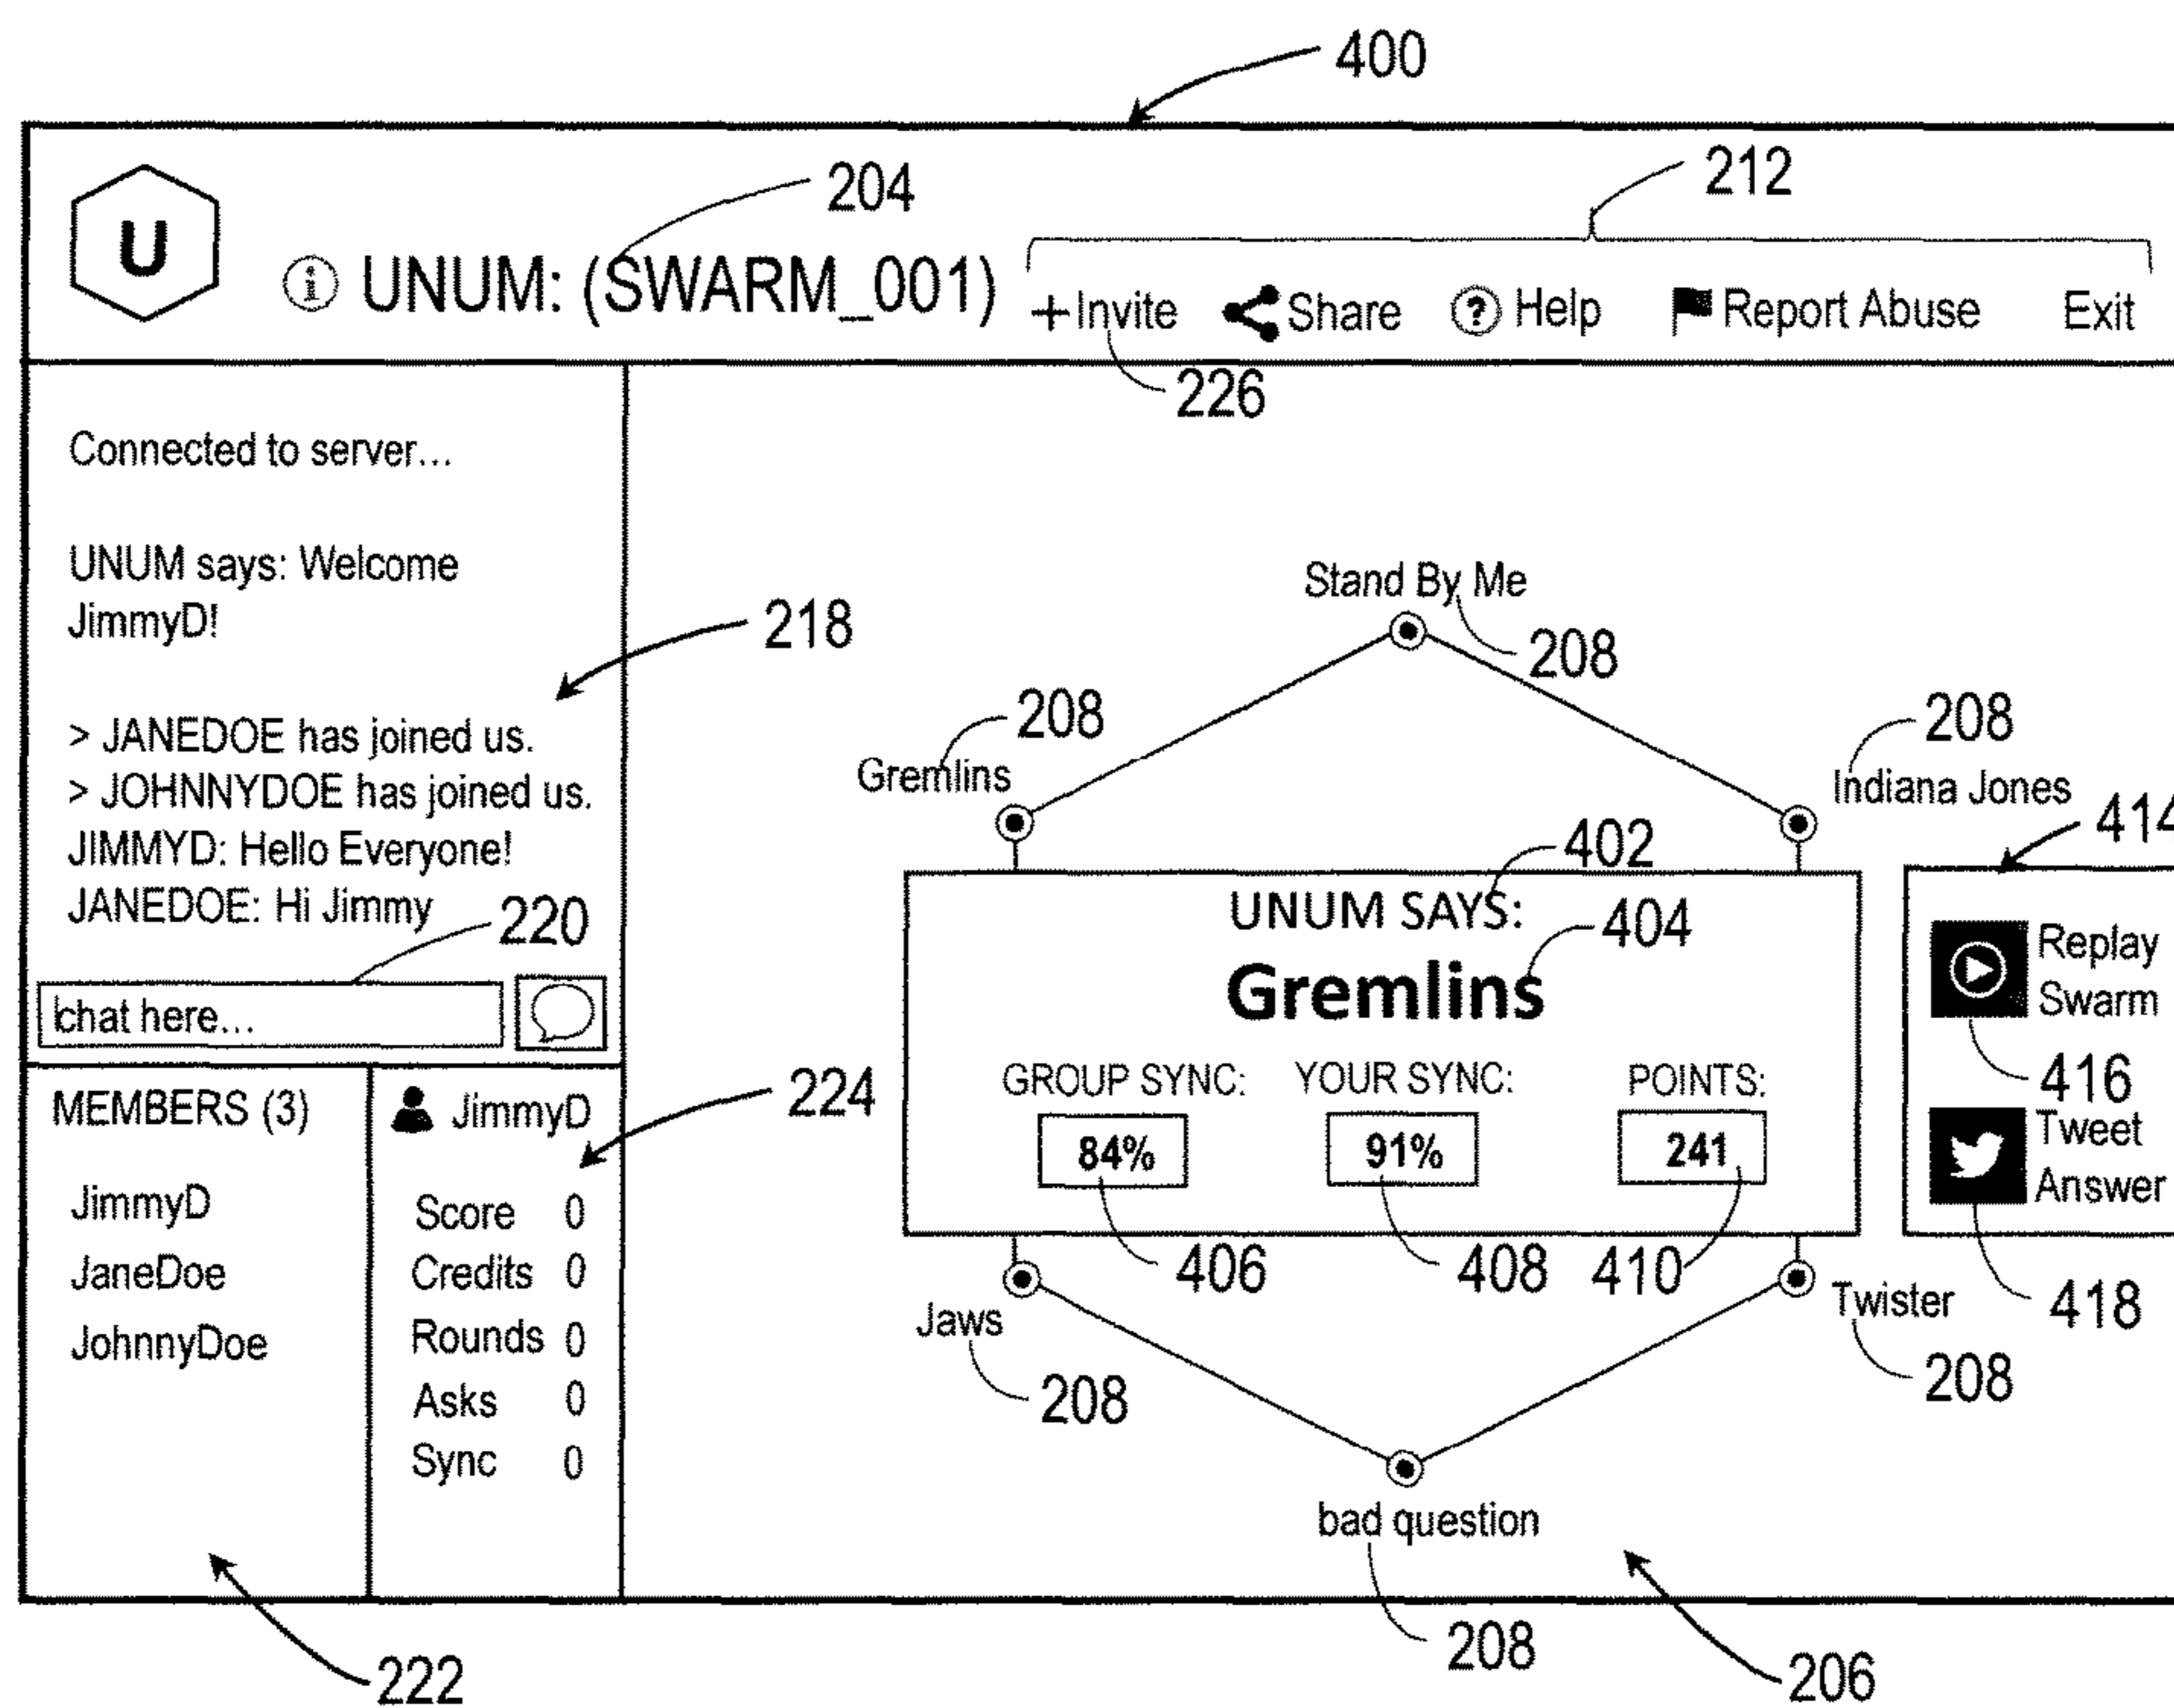 400
204
212
U
i UNUM: (SWARM_001)
+Invite Share ? Help Report Abuse Exit
226
Connected to server...
UNUM says: Welcome
JimmyD!
218
> JANEDOE has joined us.
> JOHNNYDOE has joined us.
JIMMYD: Hello Everyone!
JANEDOE: Hi Jimmy
220
chat here...
MEMBERS (3)
JimmyD
JaneDoe
JohnnyDoe
222
JimmyD
224
Score 0
Credits 0
Rounds 0
Asks 0
Sync 0
Stand By Me
208
208
Gremlins
208
Indiana Jones
402
UNUM SAYS:
404
Gremlins
GROUP SYNC: YOUR SYNC: POINTS:
84% 91% 241
406 408 410
414
Replay
Swarm
416
Tweet
Answer
418
Jaws
208
Twister
208
bad question
208
206